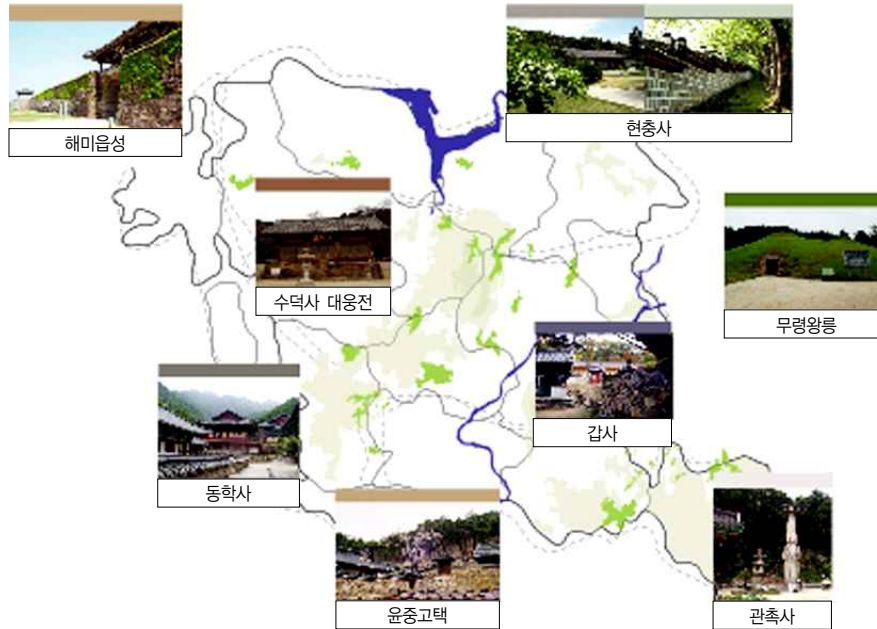 해미읍성
현충사
수덕사 대웅전
무령왕릉
갑사
동학사
윤중고택
관촉사